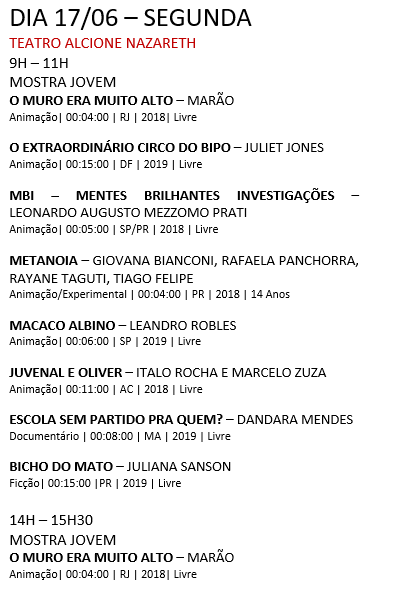 DIA 17/06 – SEGUNDA
TEATRO ALCIONE NAZARETH
9H – 11H
MOSTRA JOVEM
O MURO ERA MUITO ALTO – MARÃO
Animação| 00:04:00 | RJ | 2018| Livre
O EXTRAORDINÁRIO CIRCO DO BIPO – JULIET JONES
Animação| 00:15:00 | DF | 2019 | Livre
MBI – MENTES BRILHANTES INVESTIGAÇÕES –
LEONARDO AUGUSTO MEZZOMO PRATI
Animação| 00:05:00 | SP/PR | 2018 | Livre
METANOIA – GIOVANA BIANCONI, RAFAELA PANCHORRA,
RAYANE TAGUTI, TIAGO FELIPE
Animação/Experimental | 00:04:00 | PR | 2018 | 14 Anos
MACACO ALBINO – LEANDRO ROBLES
Animação| 00:06:00 | SP | 2019 | Livre
JUVENAL E OLIVER – ITALO ROCHA E MARCELO ZUZA
Animação| 00:11:00 | AC | 2018 | Livre
ESCOLA SEM PARTIDO PRA QUEM? – DANDARA MENDES
Documentário | 00:08:00 | MA | 2019 | Livre
BICHO DO MATO – JULIANA SANSON
Ficção| 00:15:00 |PR | 2019 | Livre
14H – 15H30
MOSTRA JOVEM
O MURO ERA MUITO ALTO – MARÃO
Animação| 00:04:00 | RJ | 2018| Livre